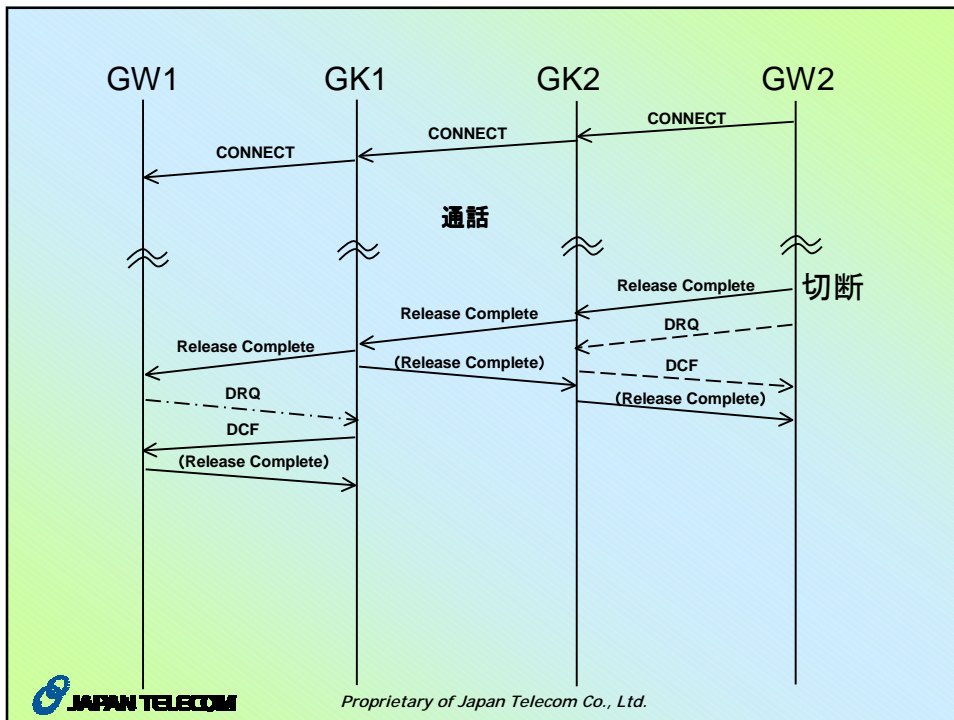 GW1
GK1
GK2
GW2
CONNECT
CONNECT
CONNECT
通話
切断
Release Complete
Release Complete
DRQ
Release Complete
(Release Complete)
DCF
DRQ
(Release Complete)
DCF
(Release Complete)
JAPAN TELECOM
Proprietary of Japan Telecom Co., Ltd.